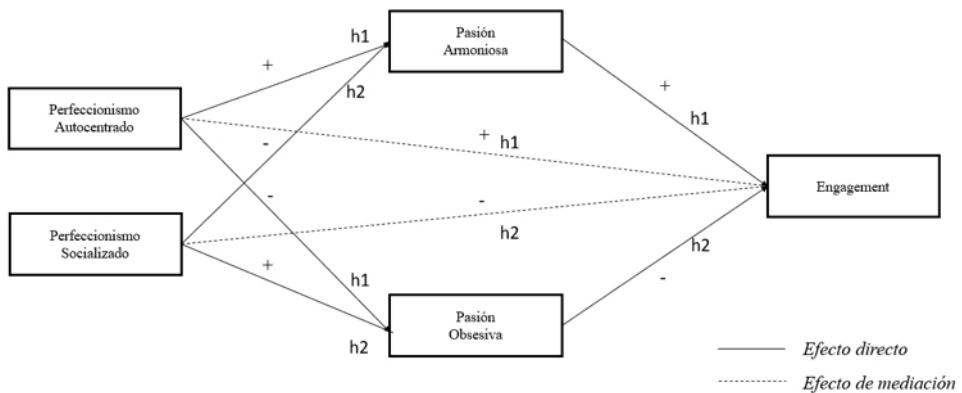 Pasión
Armoniosa
h1
+
h2
+
h1
Perfeccionismo
Autocentrado
-
+
h1
Engagement
-
-
h2
Perfeccionismo
Socializado
+
h1
h2
-
h2
Pasión
Obsesiva
Efecto directo
Efecto de mediación